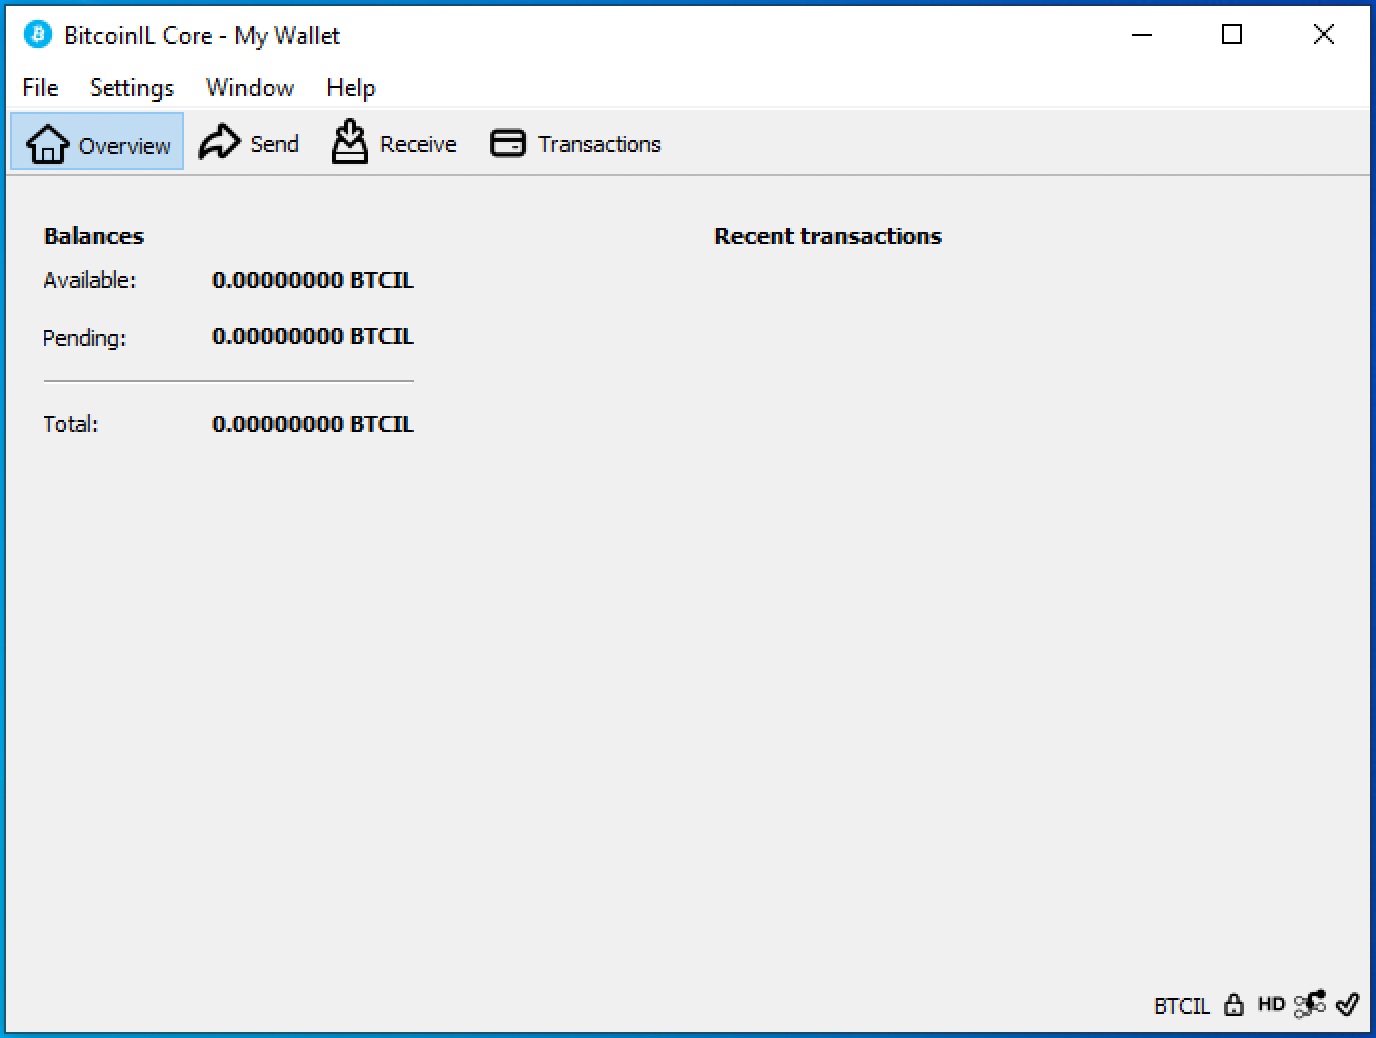 BitcoinIL Core - My Wallet
File Settings Window Help
Overview Send Receive Transactions
Balances Recent transactions
Available: 0.00000000 BTCIL
Pending: 0.00000000 BTCIL
Total: 0.00000000 BTCIL
BTCIL HD